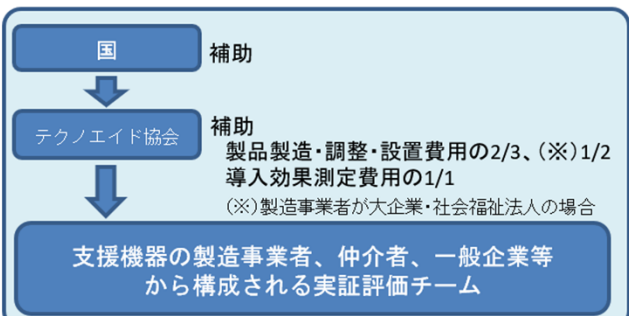 国
補助
テクノエイド協会
補助
製品製造・調整・設置費用の2/3、(※)1/2
導入効果測定費用の1/1
(※)製造事業者が大企業・社会福祉法人の場合
支援機器の製造事業者、仲介者、一般企業等
から構成される実証評価チーム